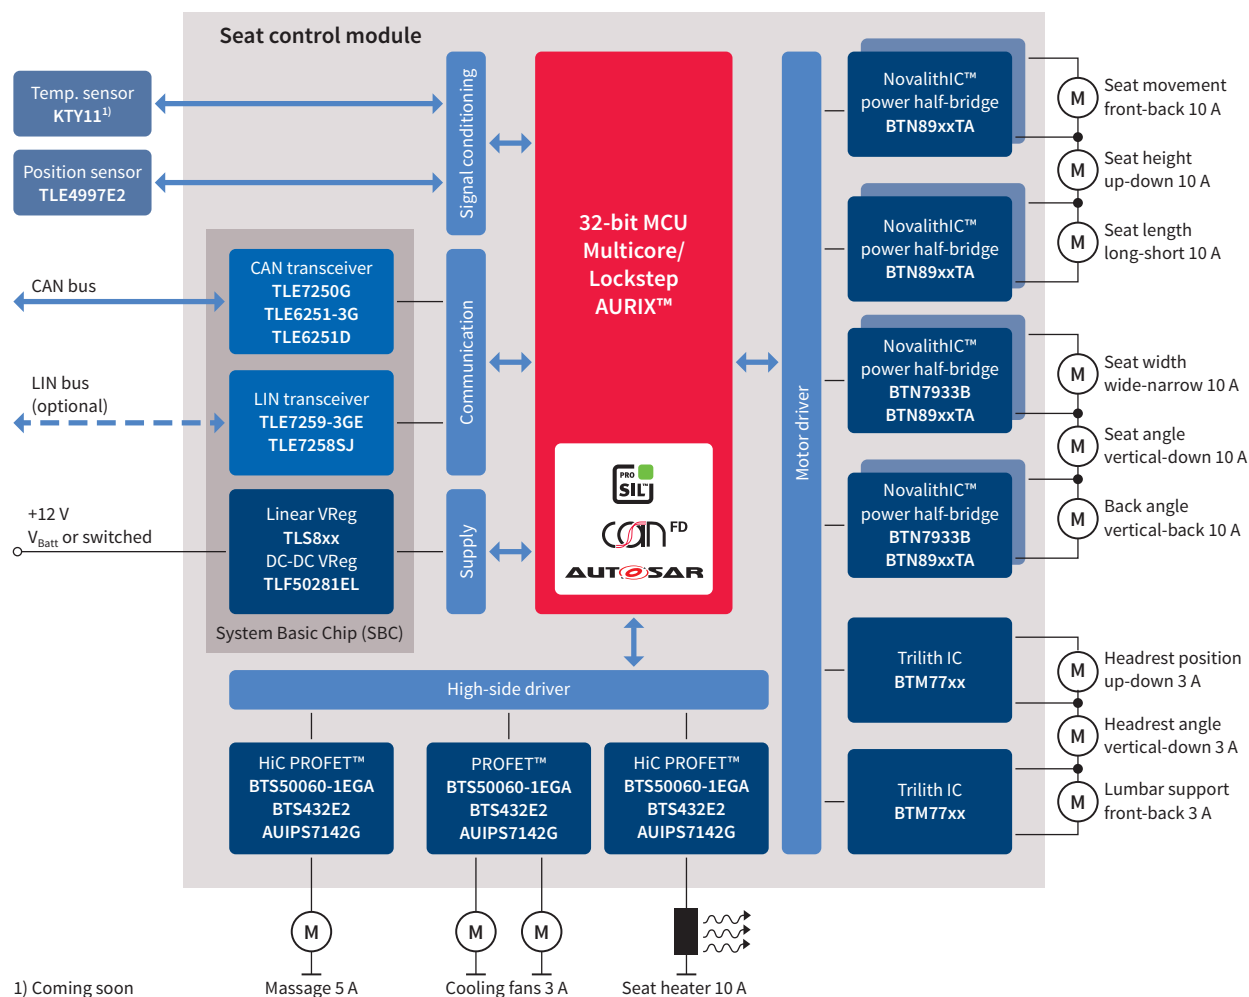 Seat control module
Temp. sensor
KTY11¹⁾
Position sensor
TLE4997E2
CAN bus
LIN bus
(optional)
+12 V
V_Batt or switched
Signal conditioning
Communication
Supply
CAN transceiver
TLE7250G
TLE6251-3G
TLE6251D
LIN transceiver
TLE7259-3GE
TLE7258SJ
Linear VReg
TLS8xx
DC-DC VReg
TLF50281EL
System Basic Chip (SBC)
32-bit MCU
Multicore/
Lockstep
AURIX™
PRO
SIL™
CAN FD
AUTOSAR
Motor driver
NovalithIC™
power half-bridge
BTN89xxTA
NovalithIC™
power half-bridge
BTN89xxTA
NovalithIC™
power half-bridge
BTN7933B
BTN89xxTA
NovalithIC™
power half-bridge
BTN7933B
BTN89xxTA
Trilith IC
BTM77xx
Trilith IC
BTM77xx
M
Seat movement
front-back 10 A
M
Seat height
up-down 10 A
M
Seat length
long-short 10 A
M
Seat width
wide-narrow 10 A
M
Seat angle
vertical-down 10 A
M
Back angle
vertical-back 10 A
M
Headrest position
up-down 3 A
M
Headrest angle
vertical-down 3 A
M
Lumbar support
front-back 3 A
High-side driver
HiC PROFET™
BTS50060-1EGA
BTS432E2
AUIPS7142G
PROFET™
BTS50060-1EGA
BTS432E2
AUIPS7142G
HiC PROFET™
BTS50060-1EGA
BTS432E2
AUIPS7142G
M
M
M
Massage 5 A
Cooling fans 3 A
Seat heater 10 A
1) Coming soon